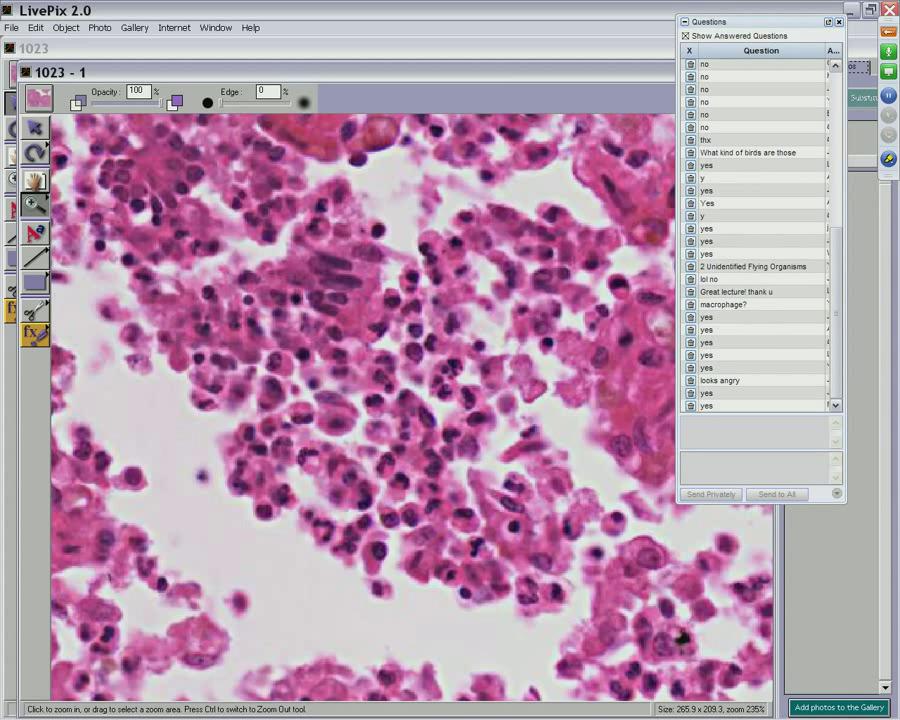 LivePix 2.0
File Edit Object Photo Gallery Internet Window Help
1023
1023 - 1
Opacity: 100 %
Edge: 0 %
Questions
Show Answered Questions
X Question A...
no
no
no
no
no
no
thx
What kind of birds are those
yes
y
yes
Yes
y
yes
yes
yes
2 Unidentified Flying Organisms
lol no
Great lecture! thank u
macrophage?
yes
yes
yes
yes
yes
looks angry
yes
yes
Send Privately Send to All
Click to zoom in, or drag to select a zoom area. Press Ctrl to switch to Zoom Out tool.
Size: 265.9 x 209.3, zoom 235%
Add photos to the Gallery